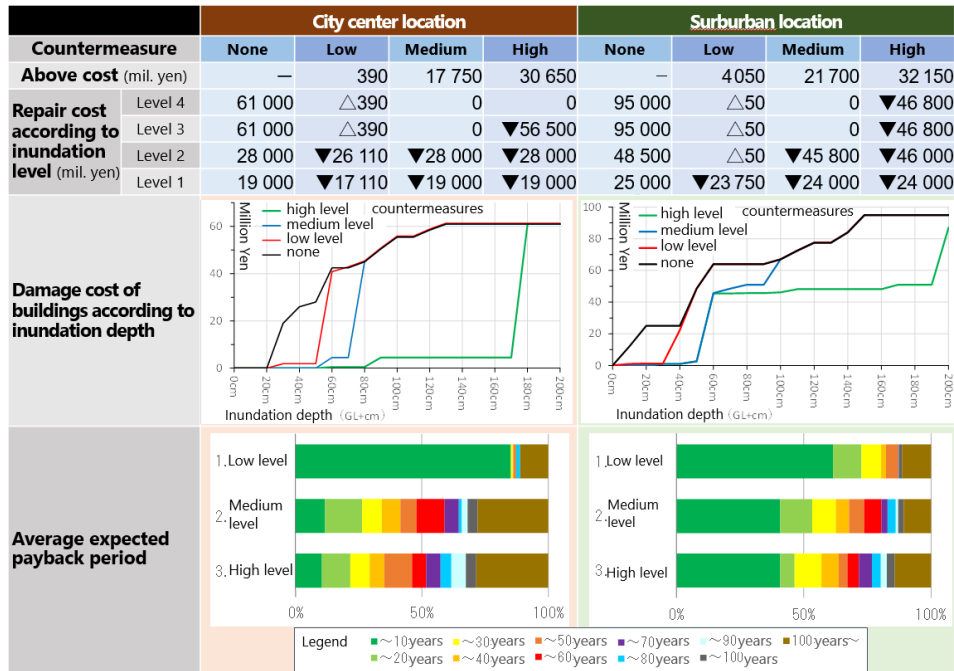 City center location Surburban location
Countermeasure None Low Medium High None Low Medium High
Above cost (mil. yen) — 390 17 750 30 650 — 4 050 21 700 32 150
Repair cost according to inundation level (mil. yen)
Level 4 61 000 △390 0 0 95 000 △50 0 ▼46 800
Level 3 61 000 △390 0 ▼56 500 95 000 △50 0 ▼46 800
Level 2 28 000 ▼26 110 ▼28 000 ▼28 000 48 500 △50 ▼45 800 ▼46 000
Level 1 19 000 ▼17 110 ▼19 000 ▼19 000 25 000 ▼23 750 ▼24 000 ▼24 000
Damage cost of
buildings according to
inundation depth
Million Yen
60
40
20
0
high level countermeasures
medium level
low level
none
0cm 20cm 40cm 60cm 80cm 100cm 120cm 140cm 160cm 180cm 200cm
Inundation depth (GL+cm)
Million Yen
100
80
60
40
20
0
countermeasures
high level
medium level
low level
none
0cm 20cm 40cm 60cm 80cm 100cm 120cm 140cm 160cm 180cm 200cm
Inundation depth (GL+cm)
Average expected
payback period
1. Low level
2. Medium
level
3. High level
0% 50% 100%
1. Low level
2. Medium
level
3. High level
0% 50% 100%
Legend ～10years ～30years ～50years ～70years ～90years 100years～
～20years ～40years ～60years ～80years ～100years